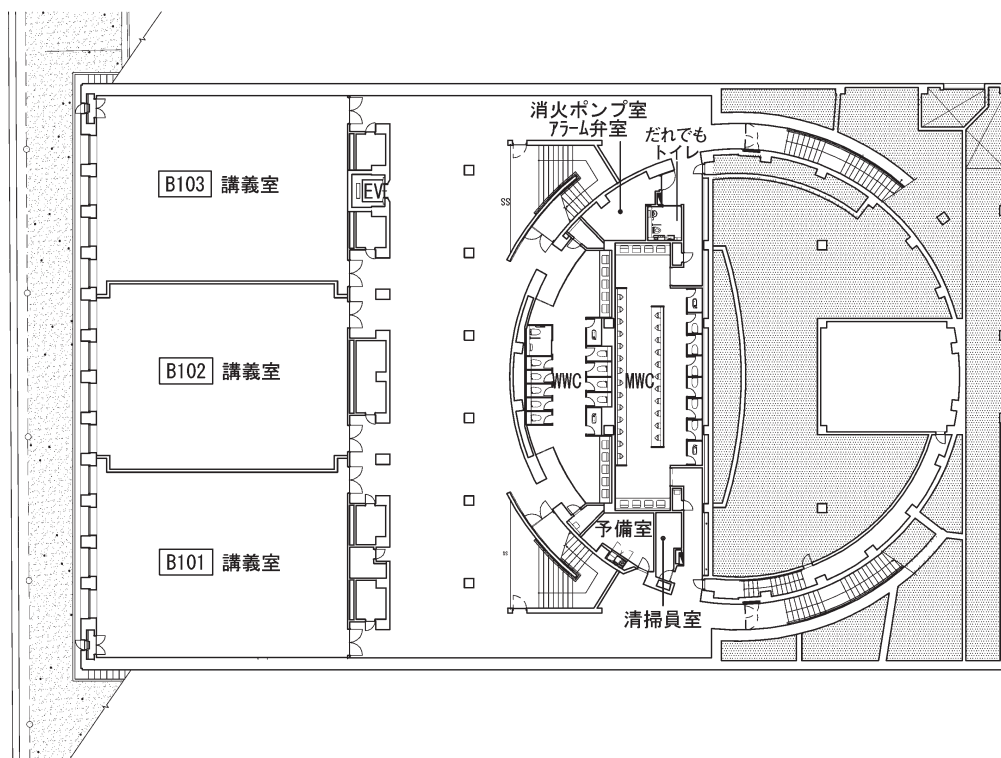 消火ポンプ室
アラーム弁室
だれでも
トイレ
B103 講義室
EV
SS
B102 講義室
WWC
MWC
B101 講義室
SS
予備室
清掃員室